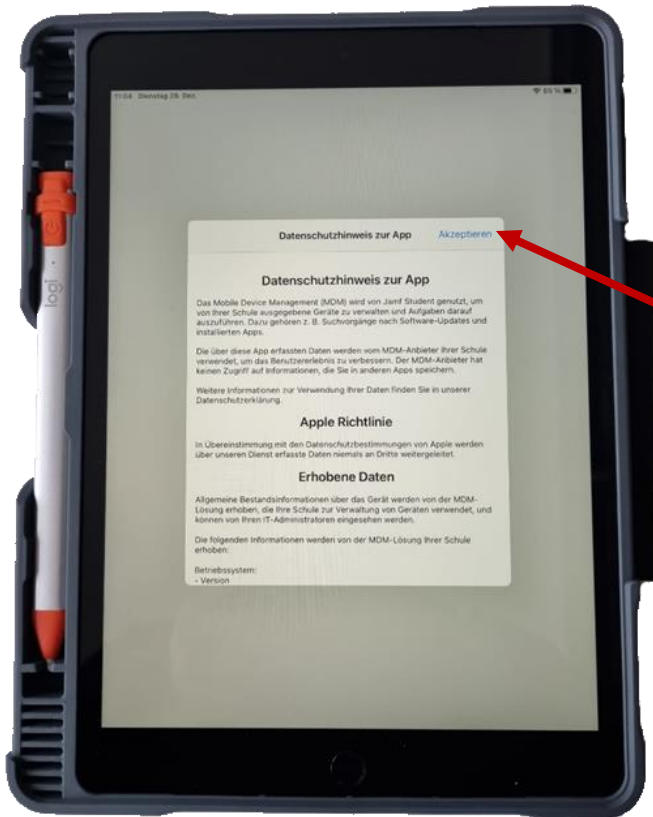 11:04 Dienstag 28. Dez.
65 %
Datenschutzhinweis zur App
Akzeptieren
Datenschutzhinweis zur App
Das Mobile Device Management (MDM) wird von Jamf Student genutzt, um
von Ihrer Schule ausgegebene Geräte zu verwalten und Aufgaben darauf
auszuführen. Dazu gehören z. B. Suchvorgänge nach Software-Updates und
installierten Apps.
Die über diese App erfassten Daten werden vom MDM-Anbieter Ihrer Schule
verwendet, um das Benutzererlebnis zu verbessern. Der MDM-Anbieter hat
keinen Zugriff auf Informationen, die Sie in anderen Apps speichern.
Weitere Informationen zur Verwendung Ihrer Daten finden Sie in unserer
Datenschutzerklärung.
Apple Richtlinie
In Übereinstimmung mit den Datenschutzbestimmungen von Apple werden
über unseren Dienst erfasste Daten niemals an Dritte weitergeleitet.
Erhobene Daten
Allgemeine Bestandsinformationen über das Gerät werden von der MDM-
Lösung erhoben, die Ihre Schule zur Verwaltung von Geräten verwendet, und
können von Ihren IT-Administratoren eingesehen werden.
Die folgenden Informationen werden von der MDM-Lösung Ihrer Schule
erhoben:
Betriebssystem:
- Version
logi